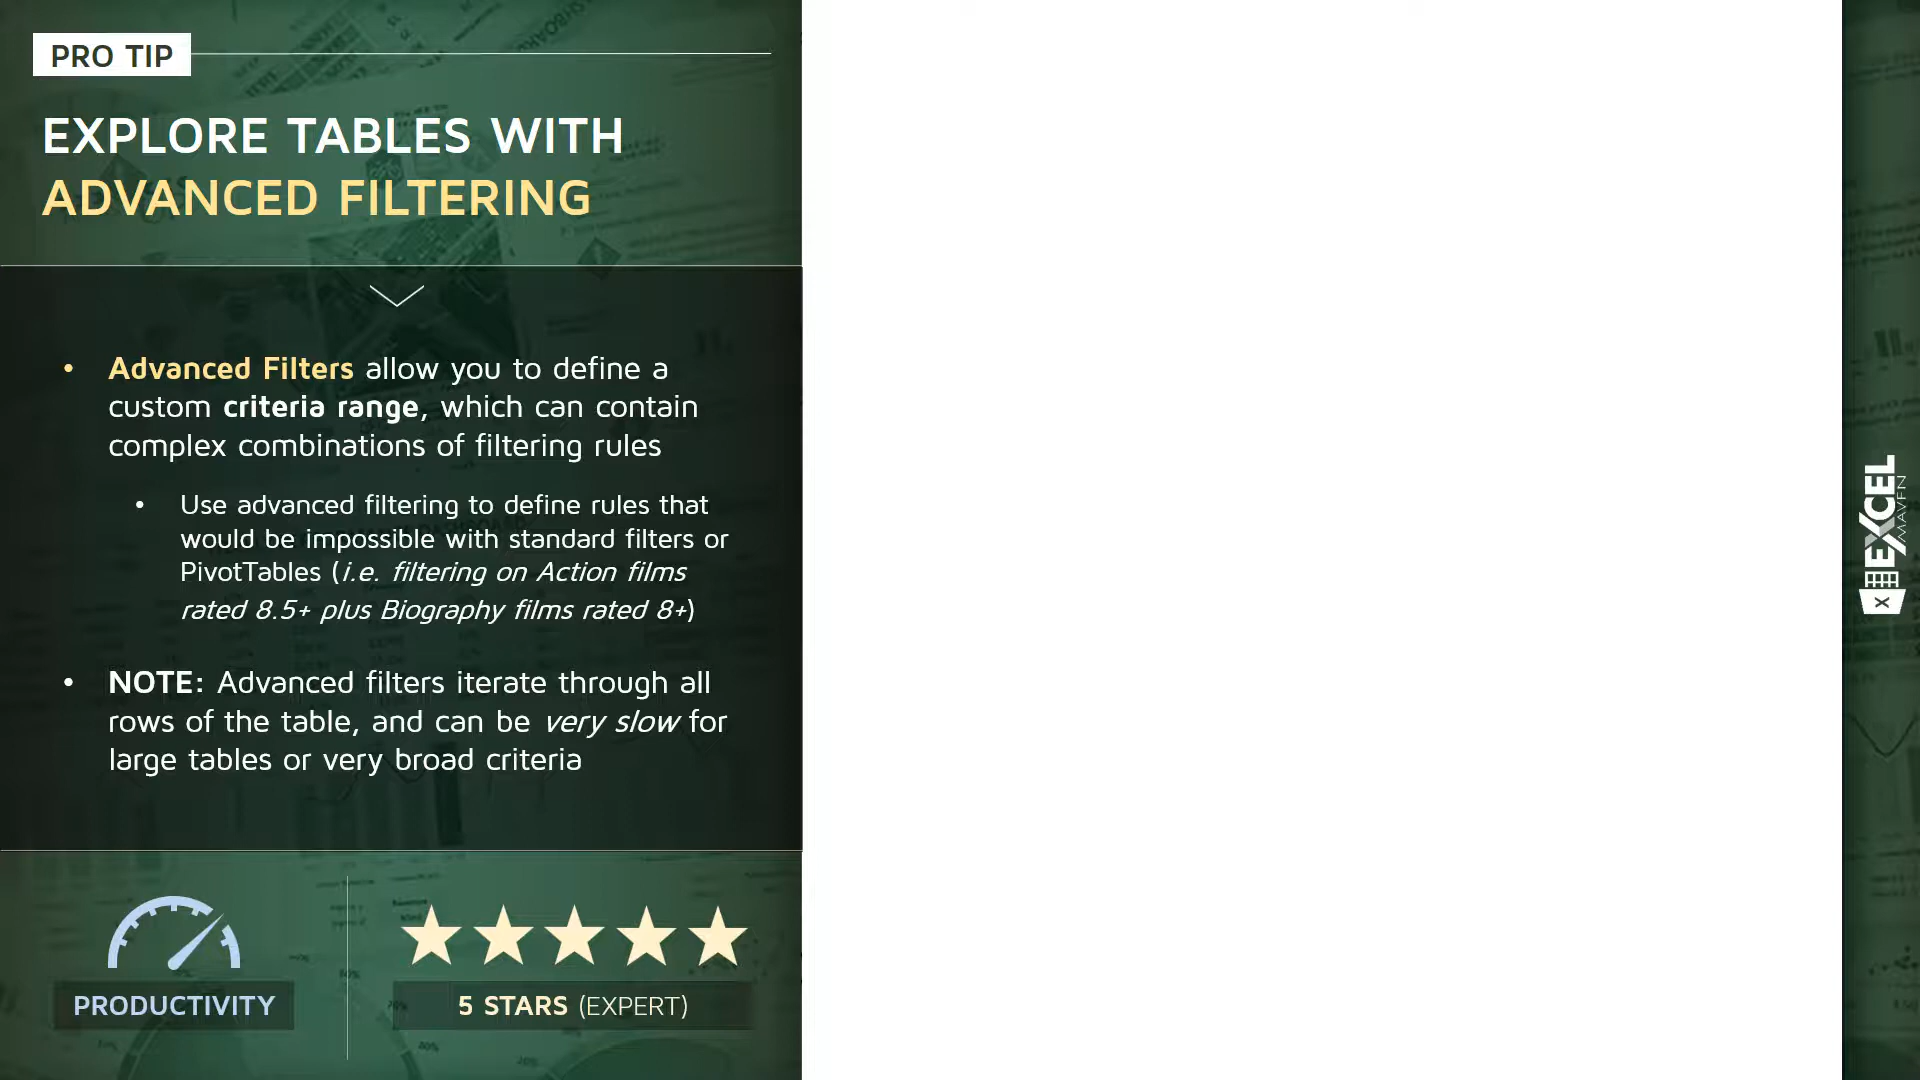 PRO TIP
EXPLORE TABLES WITH
ADVANCED FILTERING
• Advanced Filters allow you to define a
custom criteria range, which can contain
complex combinations of filtering rules
• Use advanced filtering to define rules that
would be impossible with standard filters or
PivotTables (i.e. filtering on Action films
rated 8.5+ plus Biography films rated 8+)
• NOTE: Advanced filters iterate through all
rows of the table, and can be very slow for
large tables or very broad criteria
PRODUCTIVITY
5 STARS (EXPERT)
EXCEL
MAVEN
X